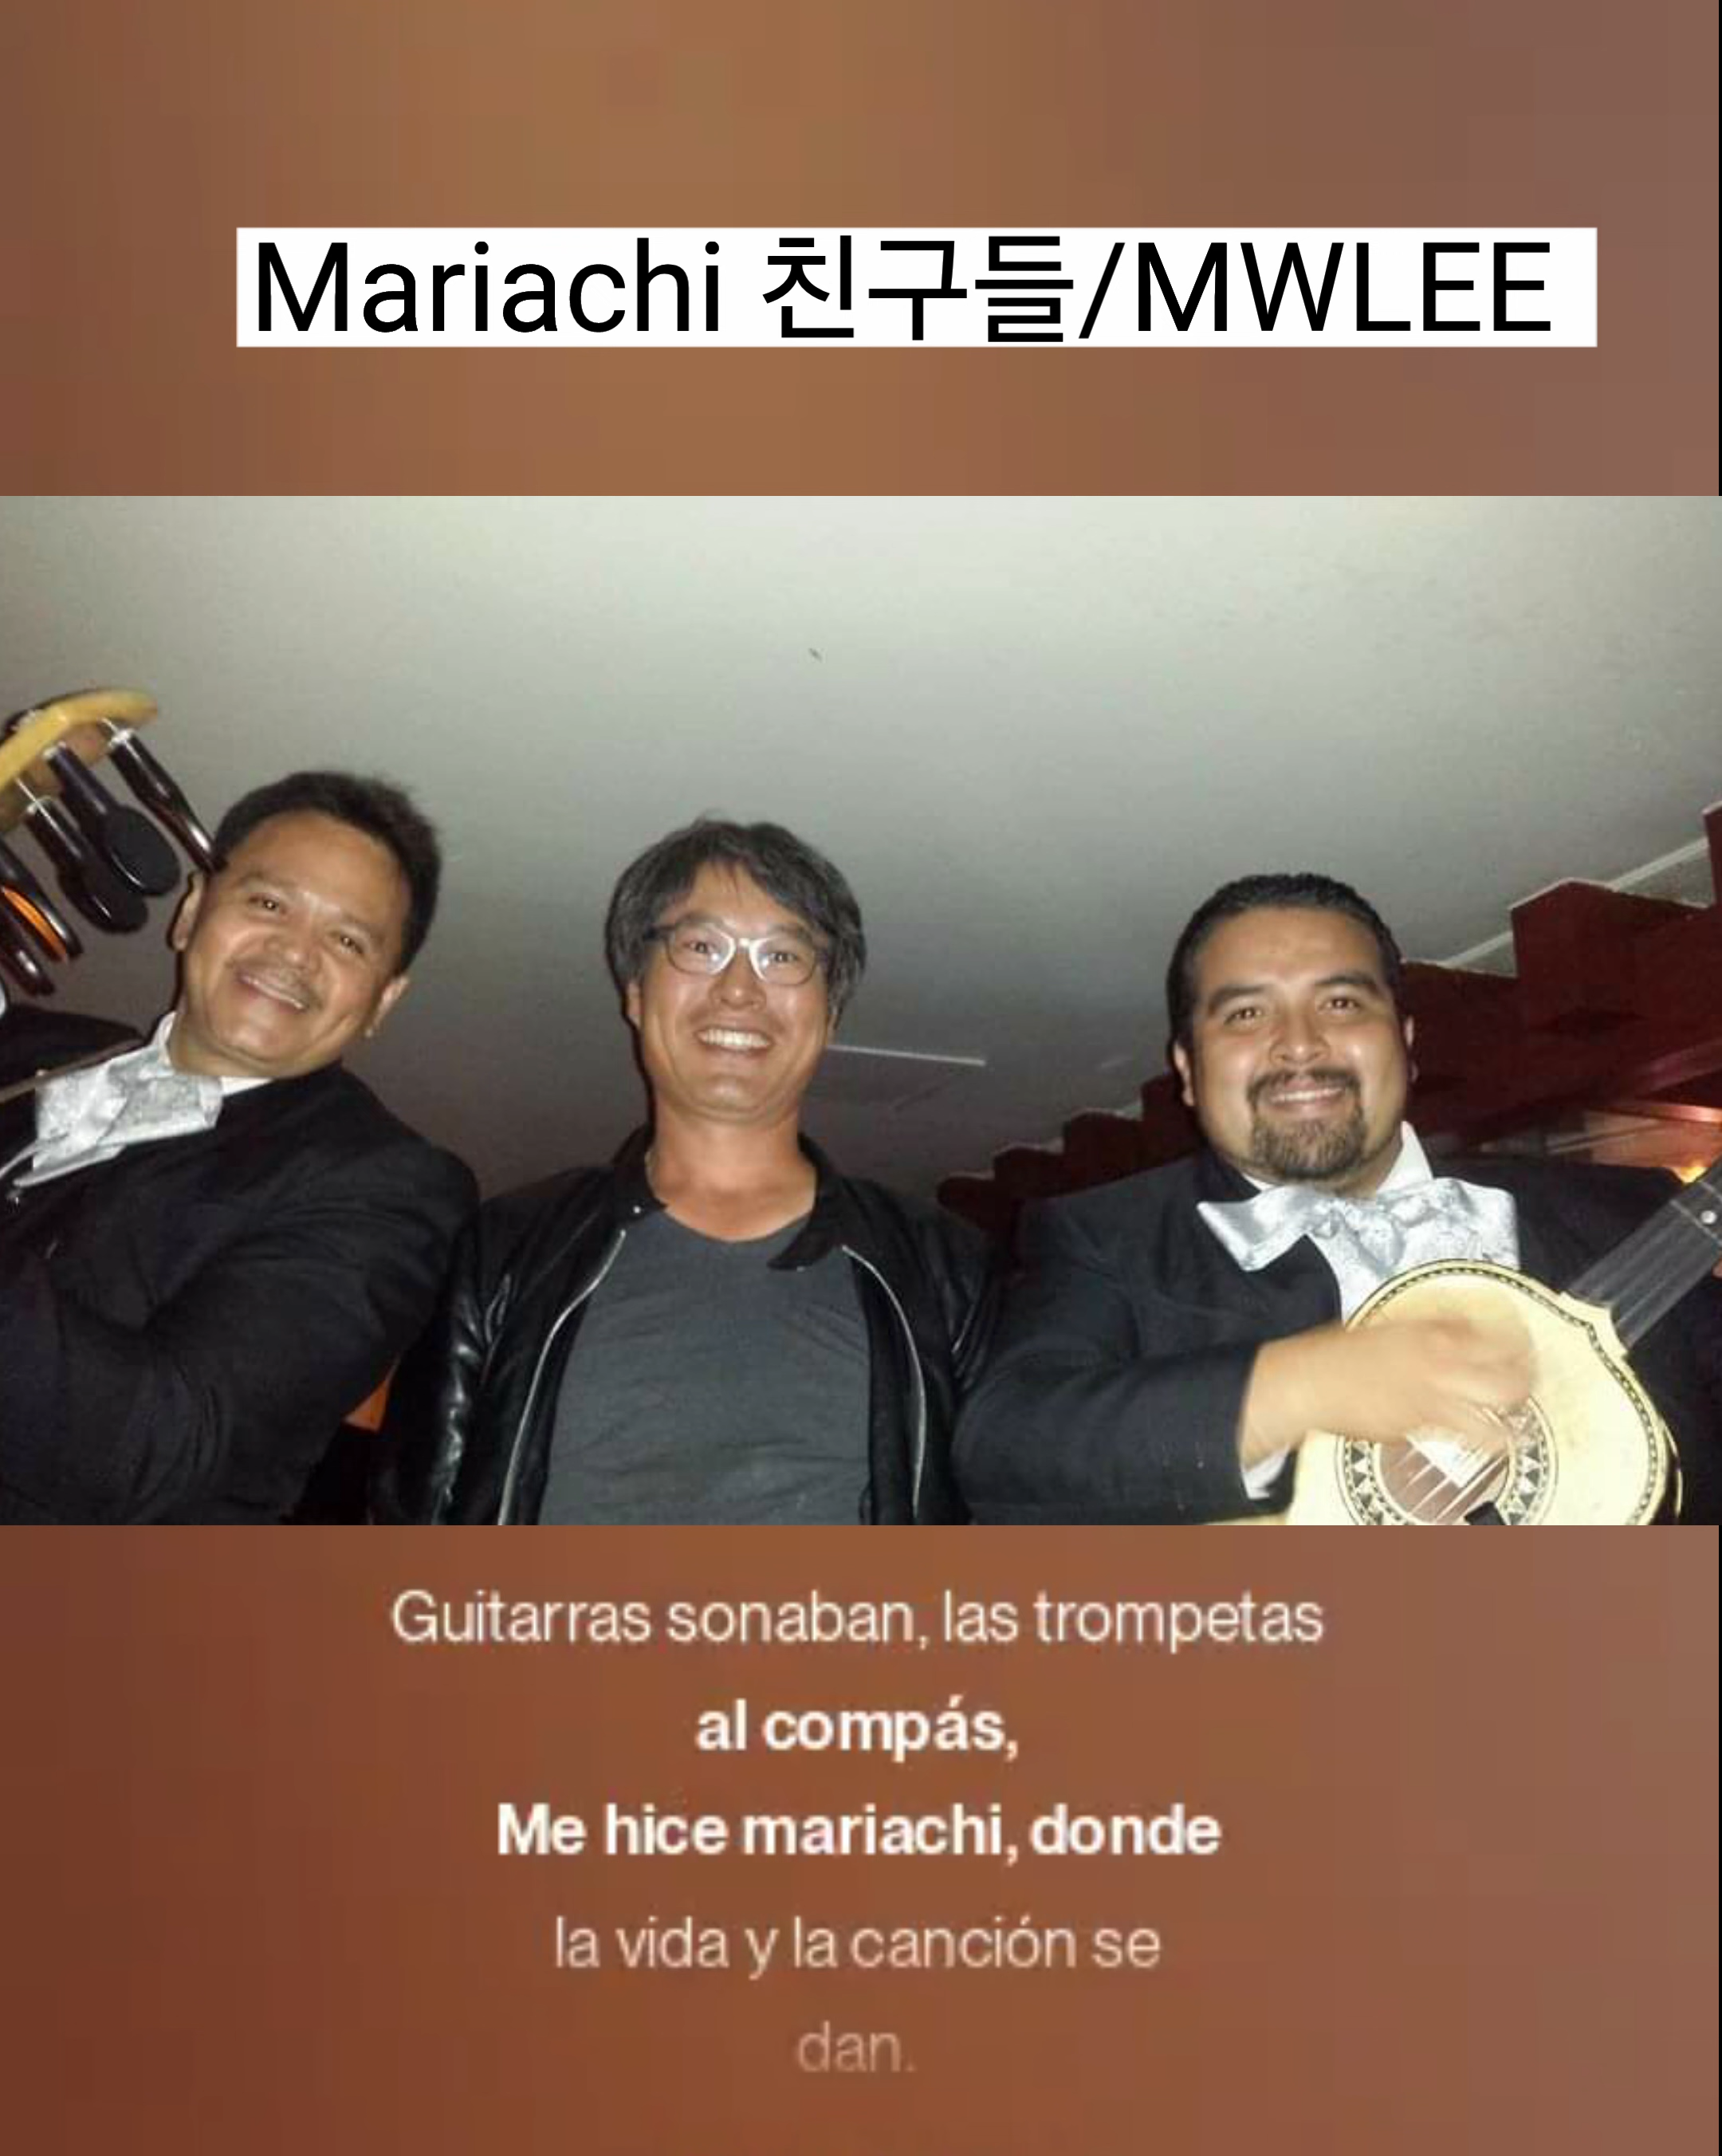 Mariachi 친구들/MWLEE
Guitarras sonaban, las trompetas
al compás,
Me hice mariachi, donde
la vida y la canción se
dan.